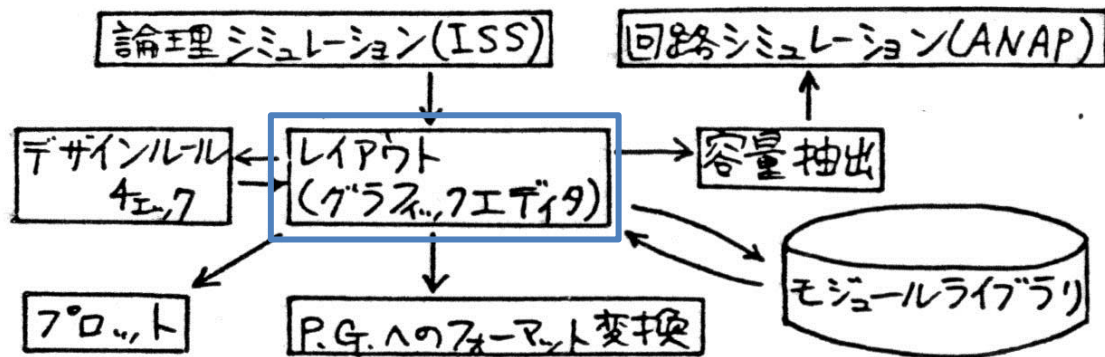 論理シミュレーション(ISS)
回路シミュレーション(ANAP)
デザインルール
チェック
レイアウト
(グラフィックエディタ)
容量抽出
モジュールライブラリ
プロット
P.G.へのフォーマット変換